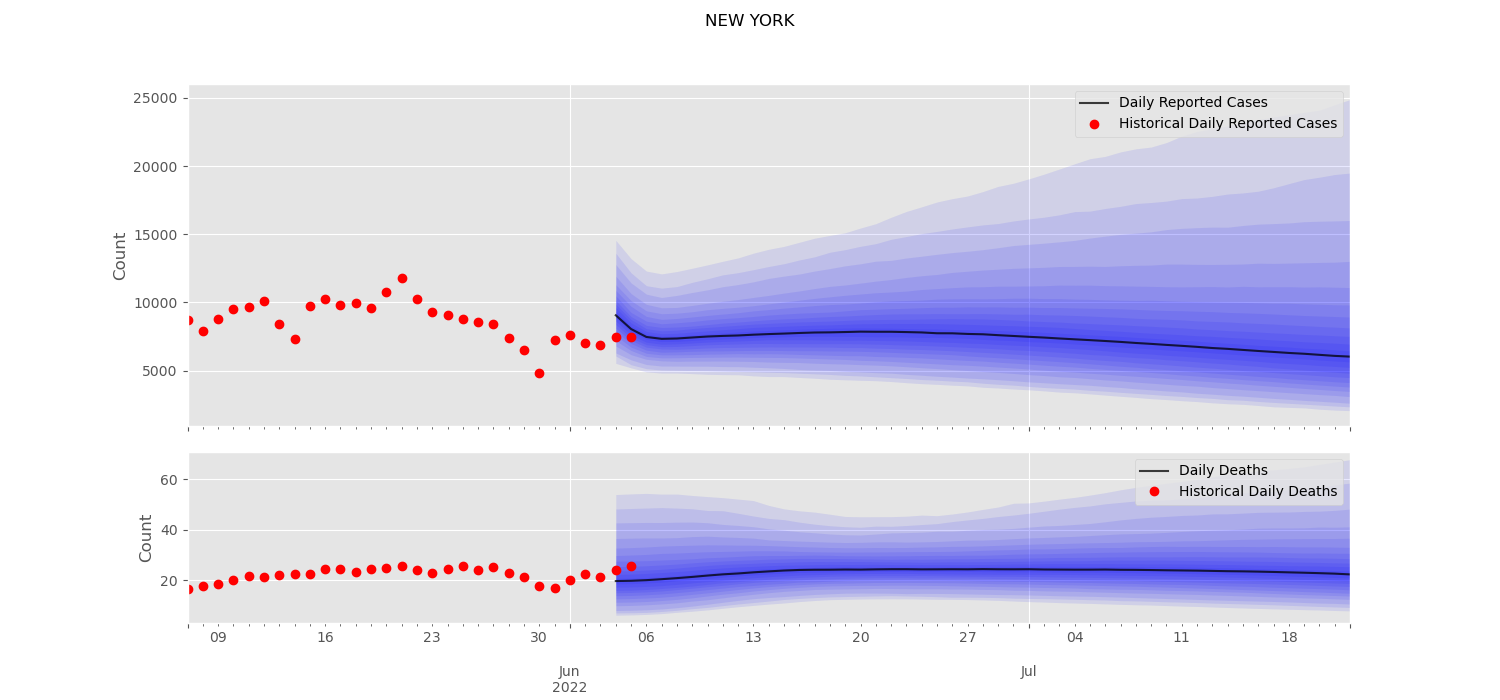 NEW YORK
25000
20000
15000
10000
5000
Count
Daily Reported Cases
Historical Daily Reported Cases
60
40
20
Count
Daily Deaths
Historical Daily Deaths
09 16 23 30 06 13 20 27 04 11 18
Jun Jul
2022